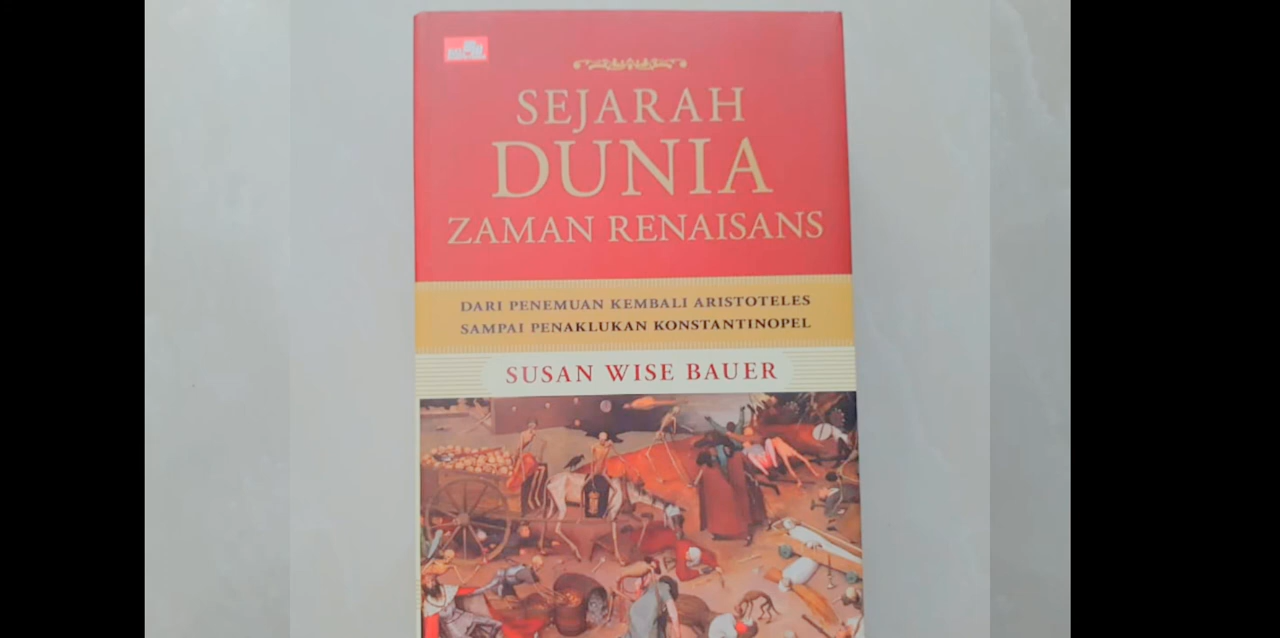 SEJARAH
DUNIA
ZAMAN RENAISANS
DARI PENEMUAN KEMBALI ARISTOTELES
SAMPAI PENAKLUKAN KONSTANTINOPEL
SUSAN WISE BAUER